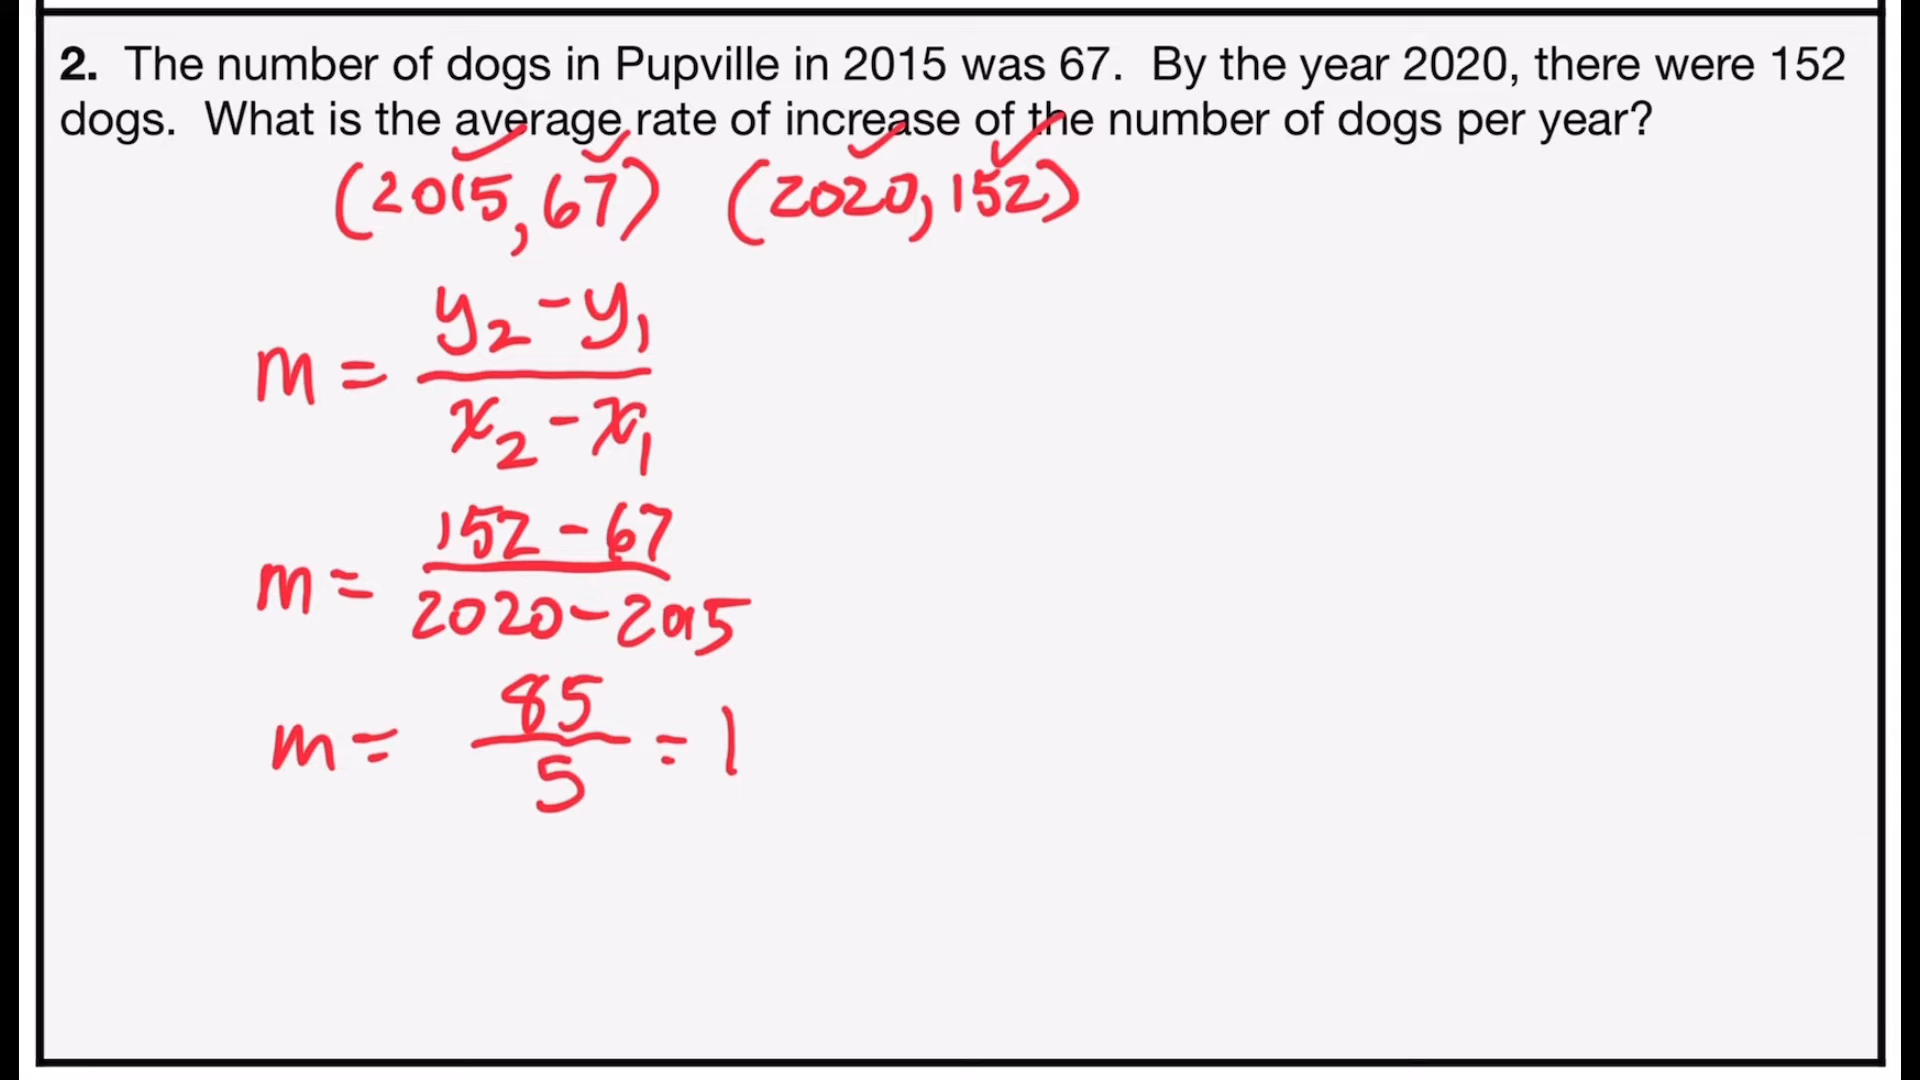 2. The number of dogs in Pupville in 2015 was 67. By the year 2020, there were 152
dogs. What is the average rate of increase of the number of dogs per year?
(2015, 67) (2020, 152)
m = y₂ - y₁ / x₂ - x₁
m = 152 - 67 / 2020 - 2015
m = 85 / 5 = 1